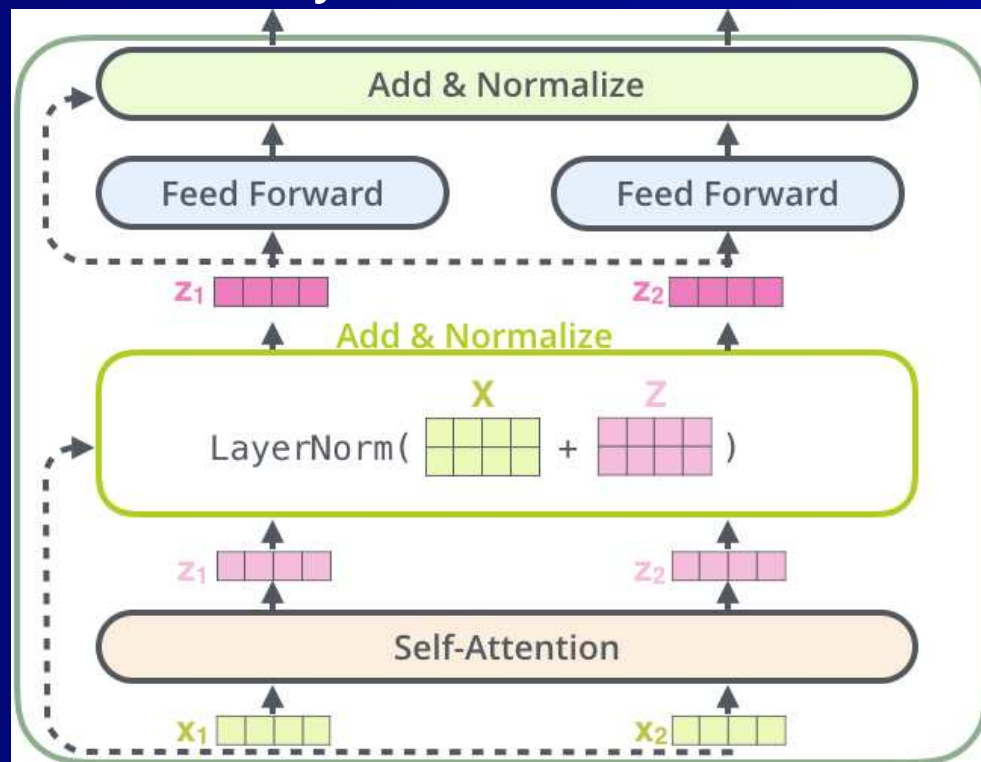 Add & Normalize
Feed Forward Feed Forward
z1 z2
Add & Normalize
X Z
LayerNorm( + )
z1 z2
Self-Attention
x1 x2